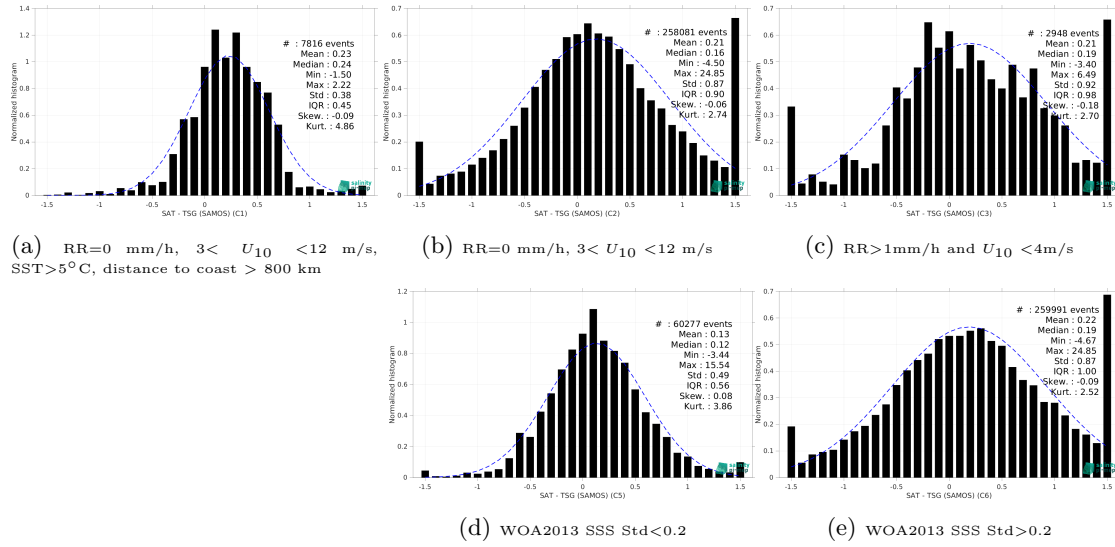 1.4
1.2
1
0.8
0.6
0.4
0.2
0
Normalized histogram
# : 7816 events
Mean : 0.23
Median : 0.24
Min : -1.50
Max : 2.22
Std : 0.38
IQR : 0.45
Skew. : -0.09
Kurt. : 4.86
salinity
-1.5 -1 -0.5 0 0.5 1 1.5
SAT - TSG (SAMOS) (C1)
(a) RR=0 mm/h, 3< U10 <12 m/s,
SST>5°C, distance to coast > 800 km
0.7
0.6
0.5
0.4
0.3
0.2
0.1
0
Normalized histogram
# : 258081 events
Mean : 0.21
Median : 0.16
Min : -4.50
Max : 24.85
Std : 0.87
IQR : 0.90
Skew. : -0.06
Kurt. : 2.74
-1.5 -1 -0.5 0 0.5 1 1.5
SAT - TSG (SAMOS) (C2)
(b) RR=0 mm/h, 3< U10 <12 m/s
0.7
0.6
0.5
0.4
0.3
0.2
0.1
0
Normalized histogram
# : 2948 events
Mean : 0.21
Median : 0.19
Min : -3.40
Max : 6.49
Std : 0.92
IQR : 0.98
Skew. : -0.18
Kurt. : 2.70
-1.5 -1 -0.5 0 0.5 1 1.5
SAT - TSG (SAMOS) (C3)
(c) RR>1mm/h and U10 <4m/s
1.2
1
0.8
0.6
0.4
0.2
0
Normalized histogram
# : 60277 events
Mean : 0.13
Median : 0.12
Min : -3.44
Max : 15.54
Std : 0.49
IQR : 0.56
Skew. : 0.08
Kurt. : 3.86
-1.5 -1 -0.5 0 0.5 1 1.5
SAT - TSG (SAMOS) (C5)
(d) WOA2013 SSS Std<0.2
0.7
0.6
0.5
0.4
0.3
0.2
0.1
0
Normalized histogram
# : 259991 events
Mean : 0.22
Median : 0.19
Min : -4.67
Max : 24.85
Std : 0.87
IQR : 1.00
Skew. : -0.09
Kurt. : 2.52
-1.5 -1 -0.5 0 0.5 1 1.5
SAT - TSG (SAMOS) (C6)
(e) WOA2013 SSS Std>0.2